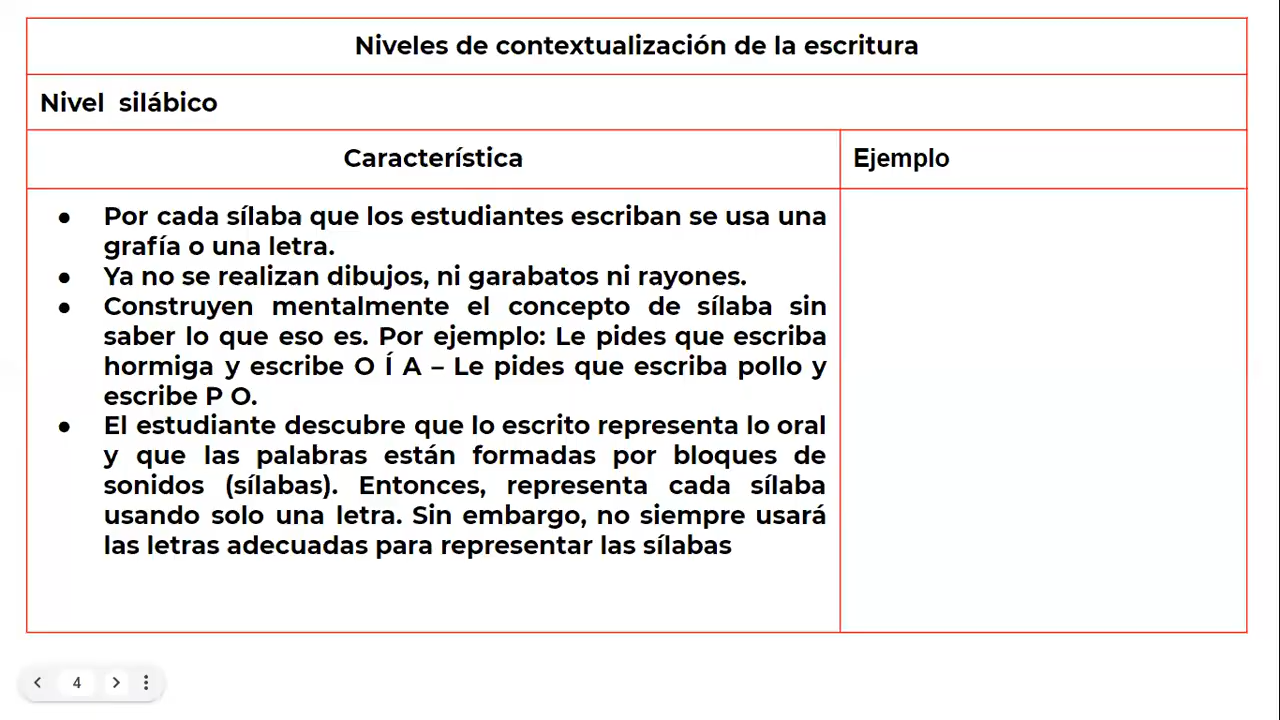 Niveles de contextualización de la escritura
Nivel silábico
Característica
Ejemplo
● Por cada sílaba que los estudiantes escriban se usa una
grafía o una letra.
● Ya no se realizan dibujos, ni garabatos ni rayones.
● Construyen mentalmente el concepto de sílaba sin
saber lo que eso es. Por ejemplo: Le pides que escriba
hormiga y escribe O Í A – Le pides que escriba pollo y
escribe P O.
● El estudiante descubre que lo escrito representa lo oral
y que las palabras están formadas por bloques de
sonidos (sílabas). Entonces, representa cada sílaba
usando solo una letra. Sin embargo, no siempre usará
las letras adecuadas para representar las sílabas
4